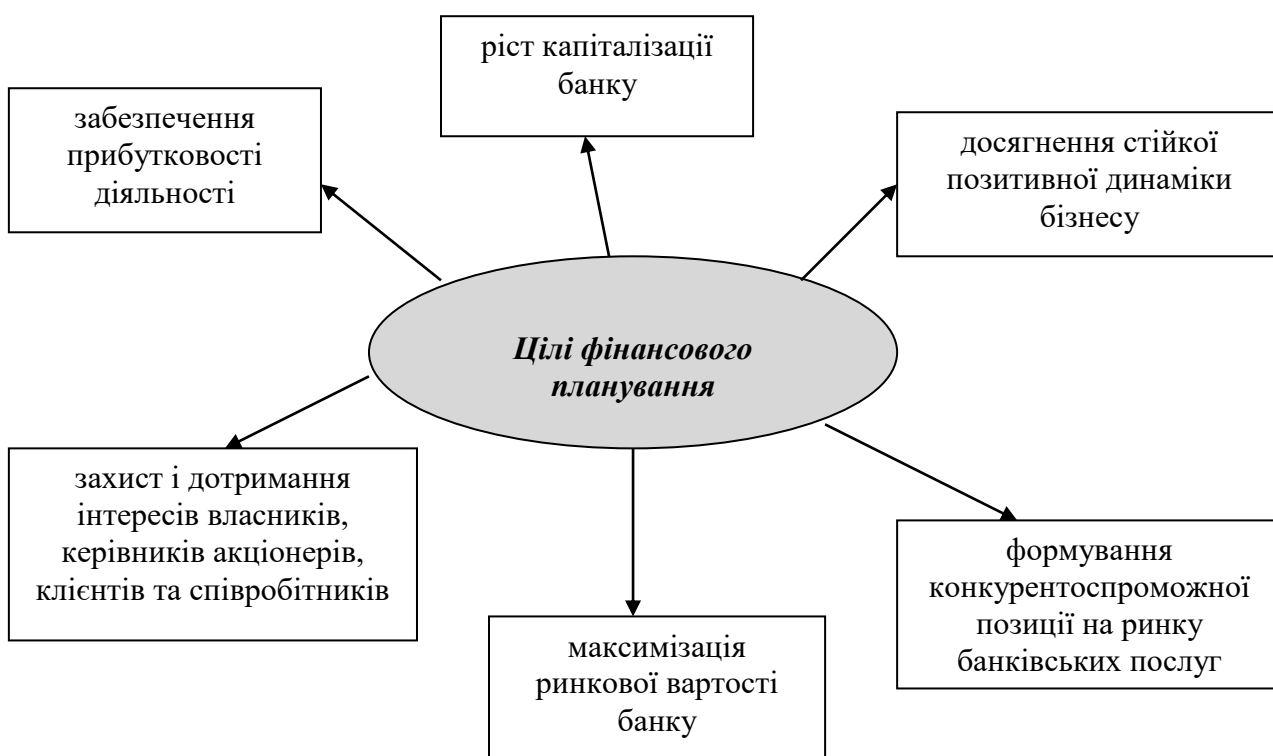 ріст капіталізації
банку
забезпечення
прибутковості
діяльності
досягнення стійкої
позитивної динаміки
бізнесу
Цілі фінансового
планування
захист і дотримання
інтересів власників,
керівників акціонерів,
клієнтів та співробітників
максимізація
ринкової вартості
банку
формування
конкурентоспроможної
позиції на ринку
банківських послуг